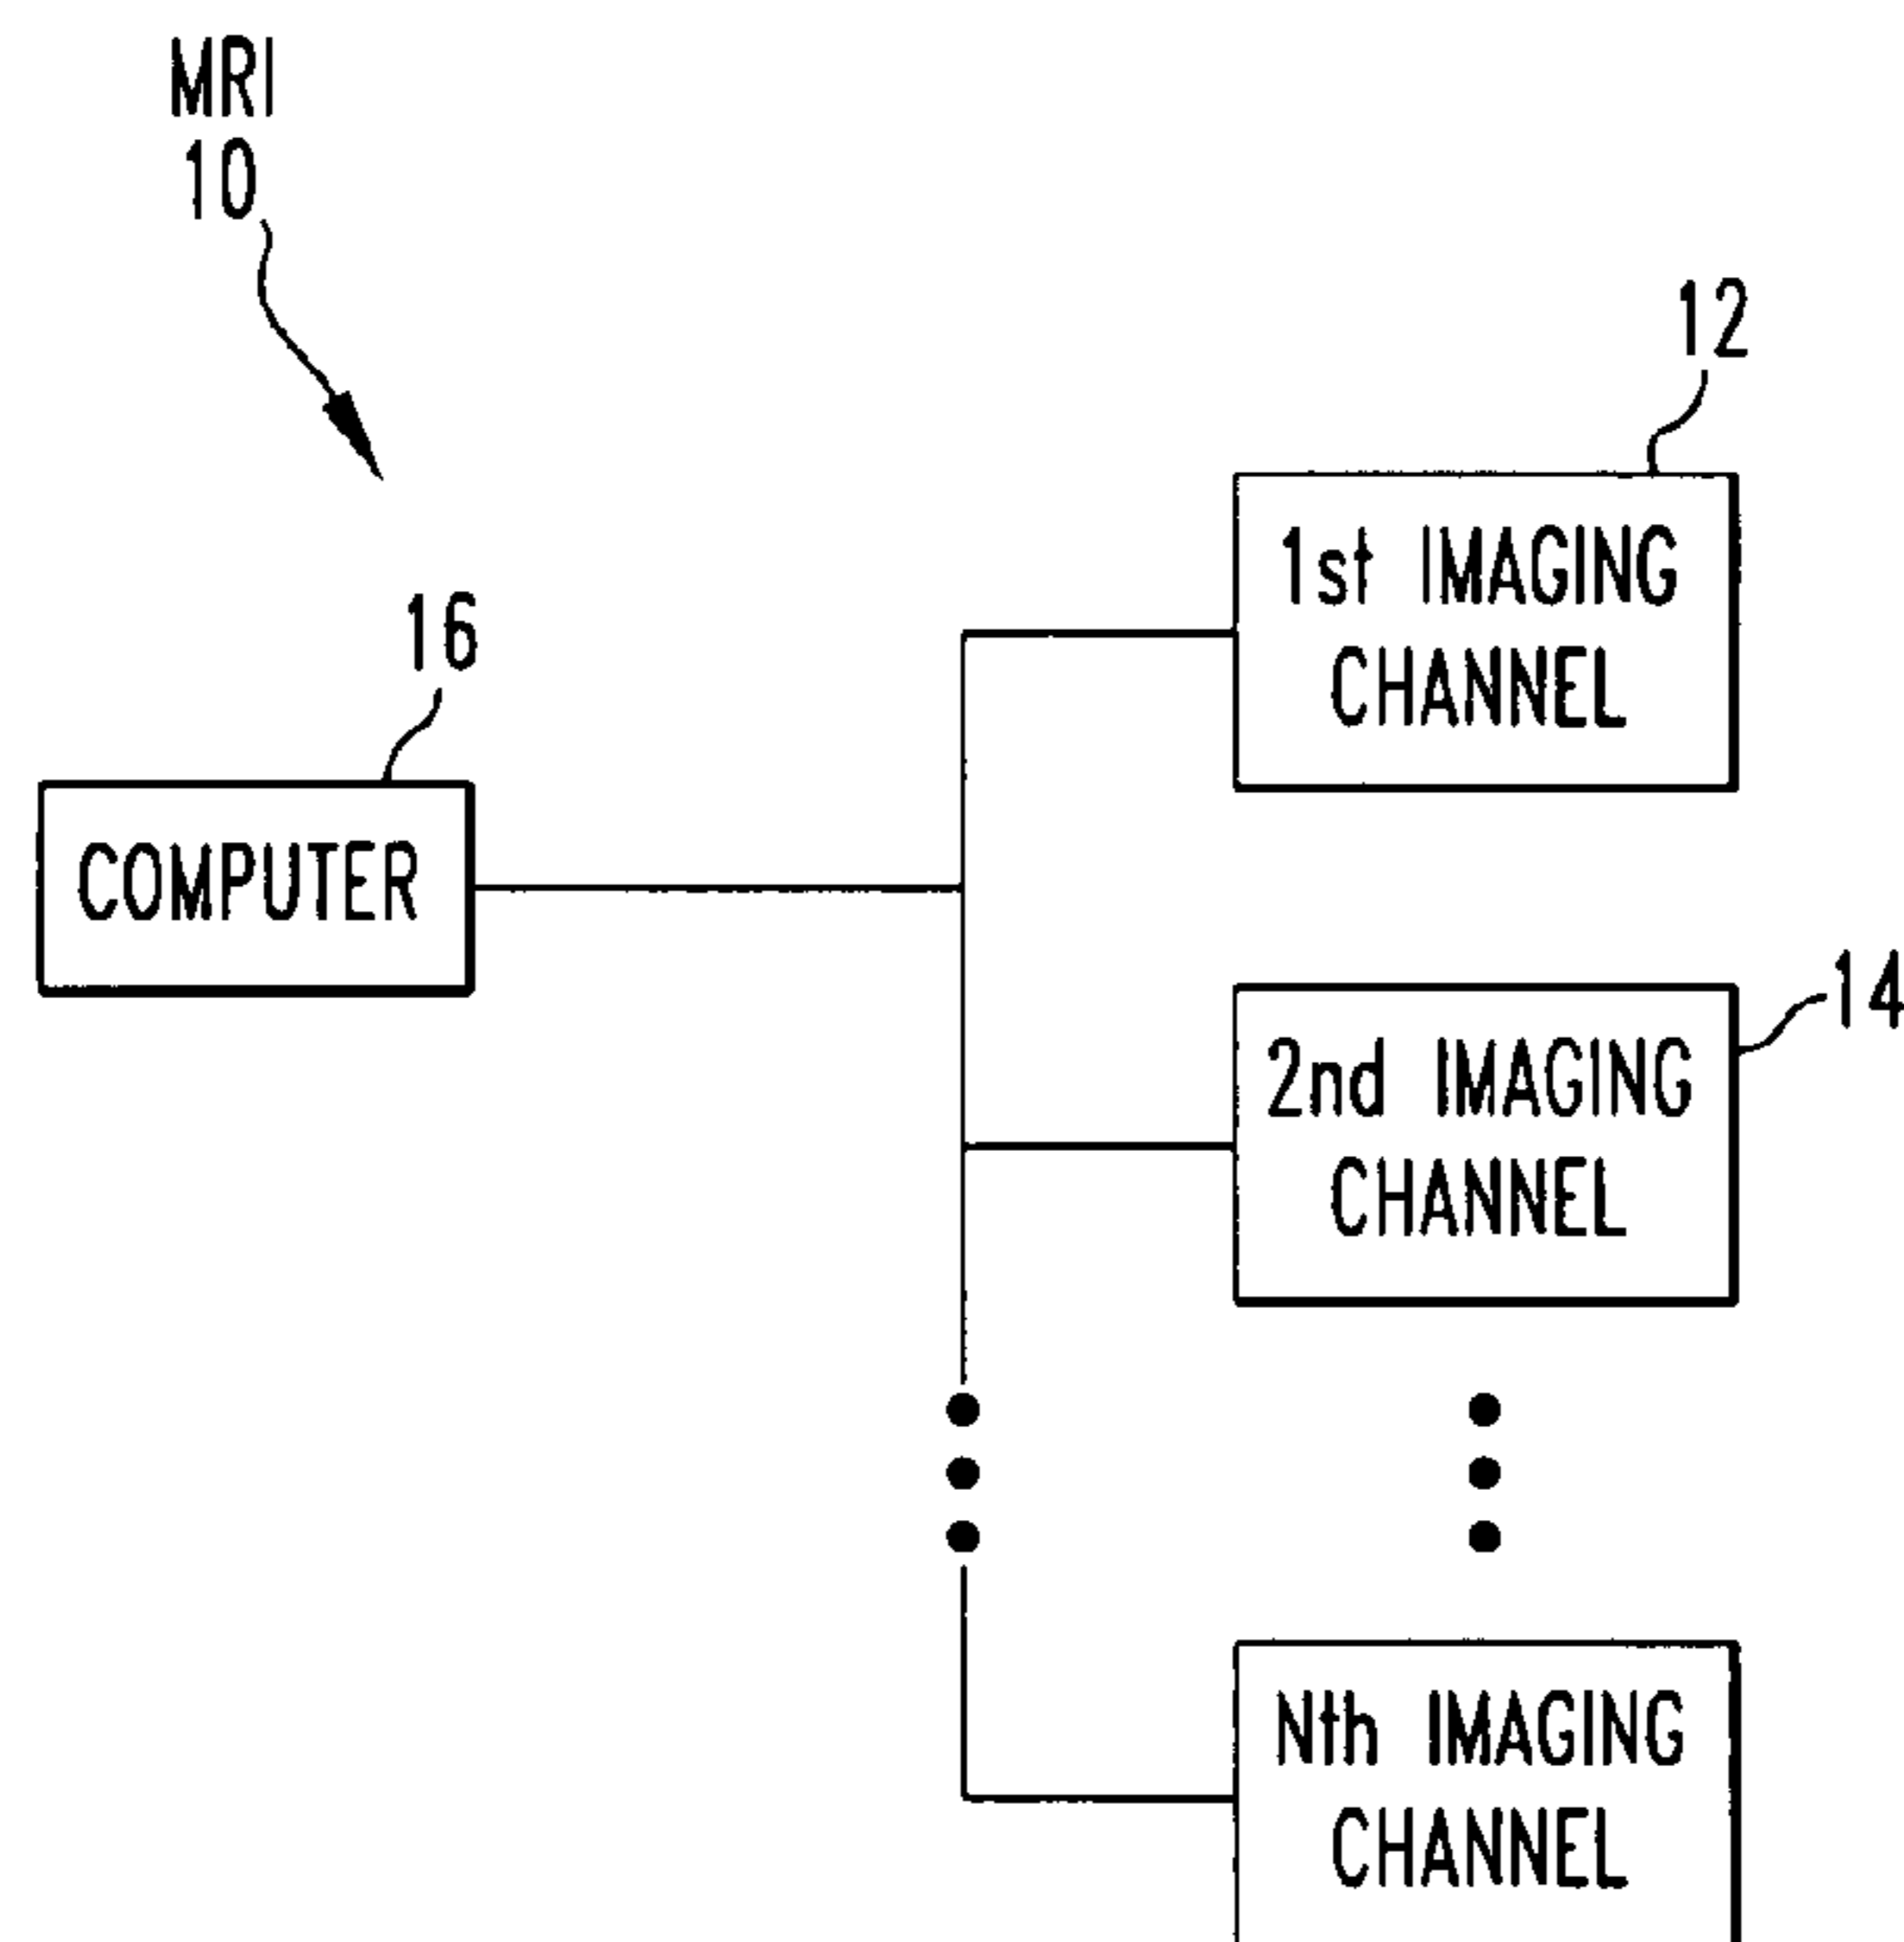 MRI
10
12
1st IMAGING
CHANNEL
16
COMPUTER
14
2nd IMAGING
CHANNEL
Nth IMAGING
CHANNEL